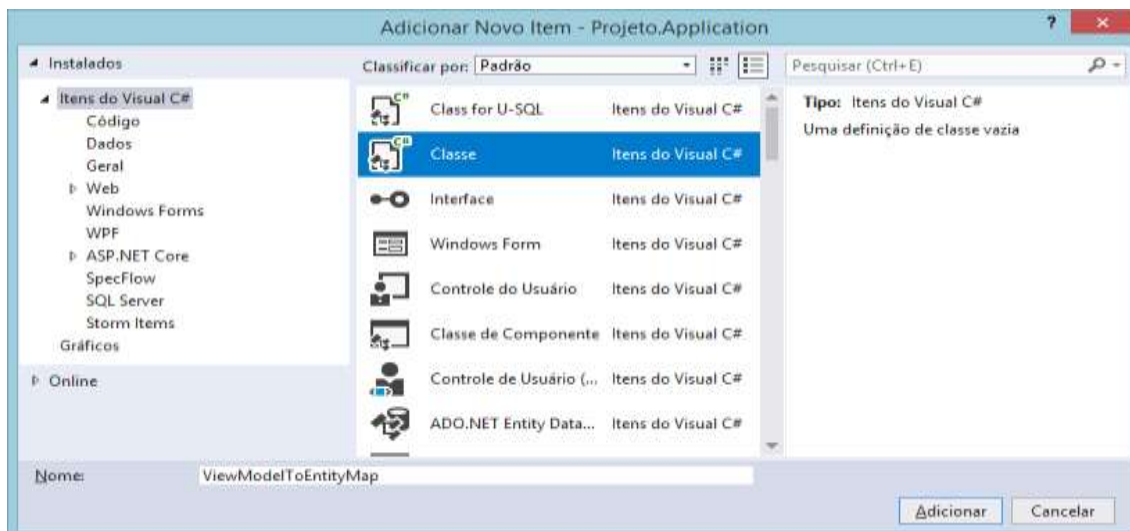 Adicionar Novo Item - Projeto.Application
?
Instalados
Classificar por: Padrão
Pesquisar (Ctrl+E)
Itens do Visual C#
Código
Dados
Geral
Web
Windows Forms
WPF
ASP.NET Core
SpecFlow
SQL Server
Storm Items
Gráficos
Online
Class for U-SQL Itens do Visual C#
Classe Itens do Visual C#
Interface Itens do Visual C#
Windows Form Itens do Visual C#
Controle do Usuário Itens do Visual C#
Classe de Componente Itens do Visual C#
Controle de Usuário (... Itens do Visual C#
ADO.NET Entity Data... Itens do Visual C#
Tipo: Itens do Visual C#
Uma definição de classe vazia
Nome: ViewModelToEntityMap
Adicionar Cancelar